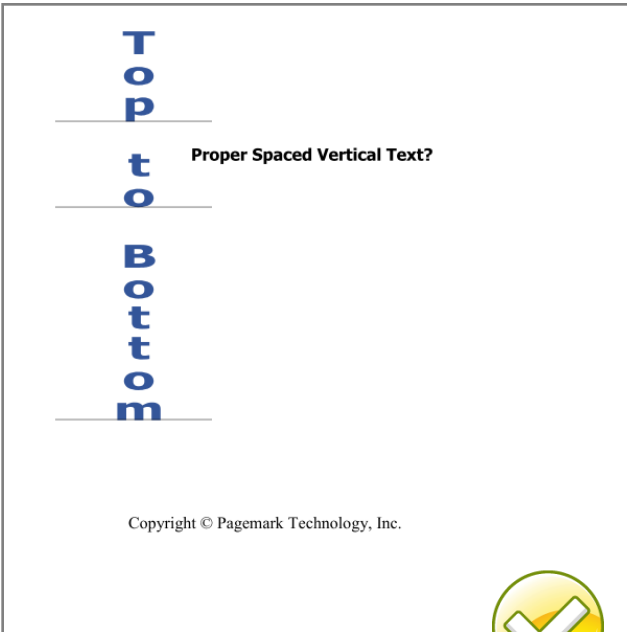 Top
to
Bottom
Proper Spaced Vertical Text?
Copyright © Pagemark Technology, Inc.